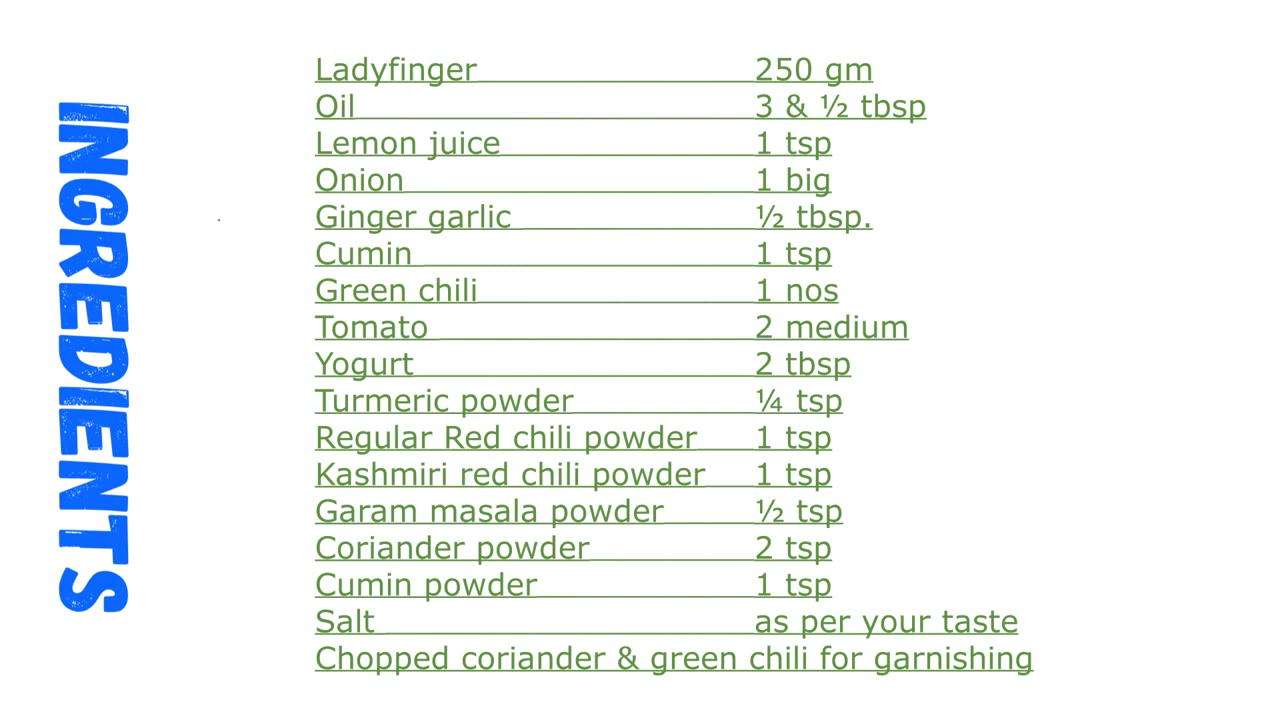 INGREDIENTS
Ladyfinger 250 gm
Oil 3 & ½ tbsp
Lemon juice 1 tsp
Onion 1 big
Ginger garlic ½ tbsp.
Cumin 1 tsp
Green chili 1 nos
Tomato 2 medium
Yogurt 2 tbsp
Turmeric powder ¼ tsp
Regular Red chili powder 1 tsp
Kashmiri red chili powder 1 tsp
Garam masala powder ½ tsp
Coriander powder 2 tsp
Cumin powder 1 tsp
Salt as per your taste
Chopped coriander & green chili for garnishing